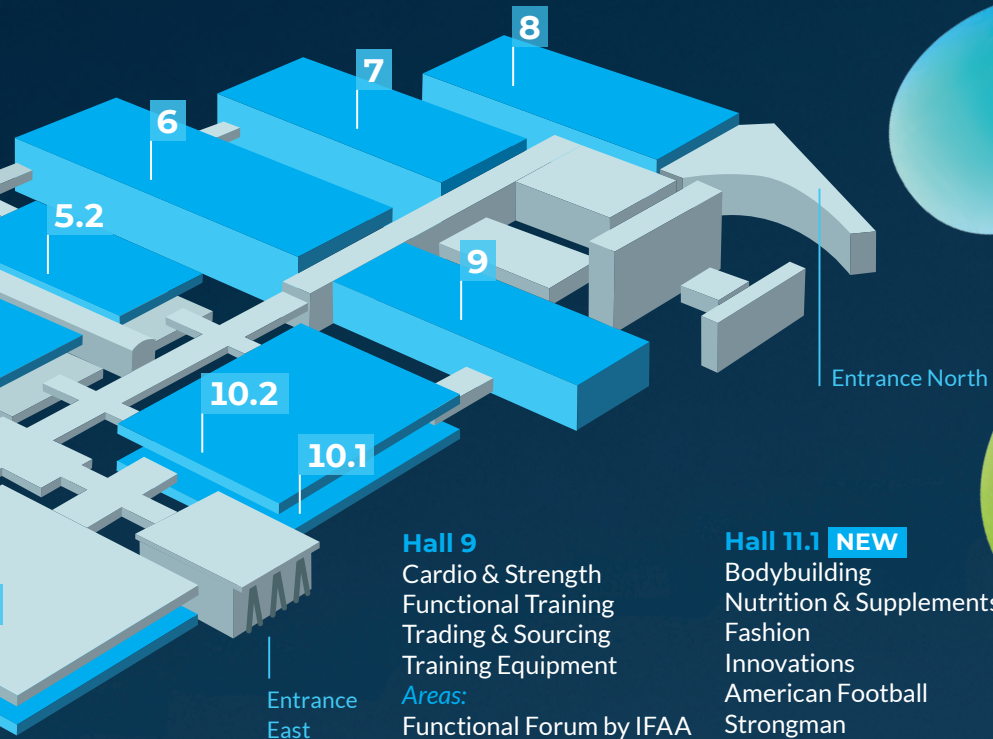 8
7
6
5.2
9
Entrance North
10.2
10.1
Hall 9
Cardio & Strength
Functional Training
Trading & Sourcing
Training Equipment
Areas:
Functional Forum by IFAA
Hall 11.1 NEW
Bodybuilding
Nutrition & Supplements
Fashion
Innovations
American Football
Strongman
Entrance
East